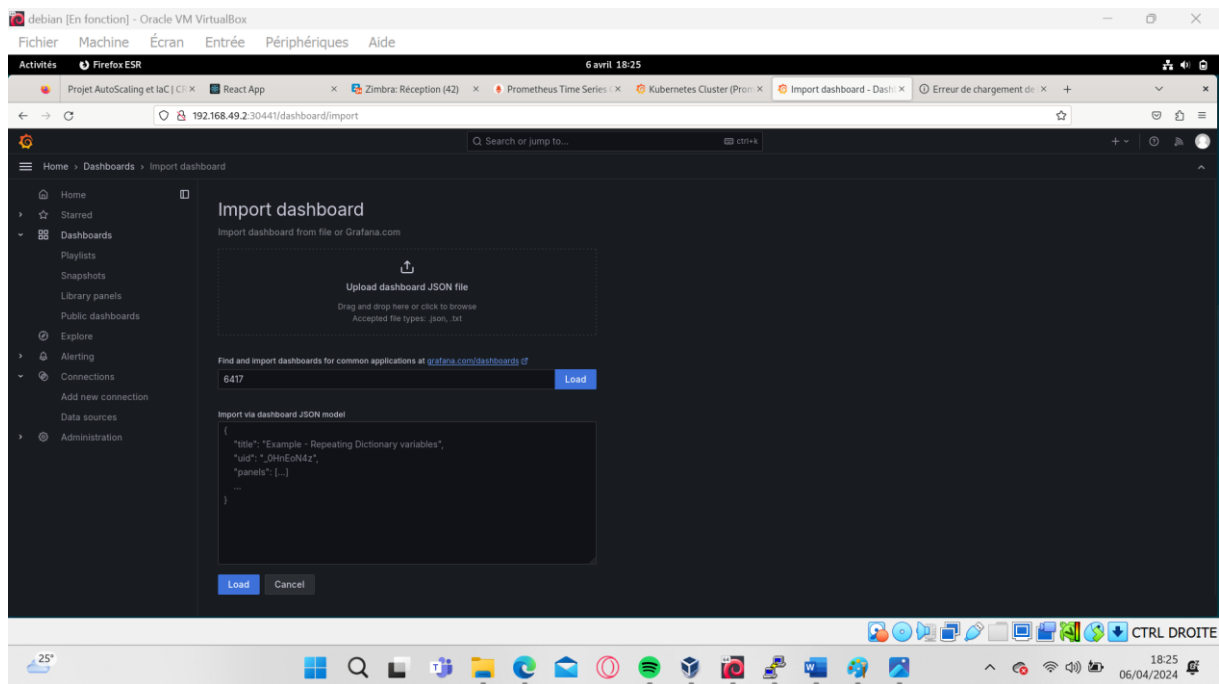 debian [En fonction] - Oracle VM VirtualBox
Fichier Machine Écran Entrée Périphériques Aide
Activités Firefox ESR 6 avril 18:25
Projet AutoScaling et IaC | CR React App Zimbra: Réception (42) Prometheus Time Series Kubernetes Cluster (Prom Import dashboard - Dash Erreur de chargement de
192.168.49.2:30441/dashboard/import
Search or jump to... ctrl+k
Home › Dashboards › Import dashboard
Home
Starred
Dashboards
Playlists
Snapshots
Library panels
Public dashboards
Explore
Alerting
Connections
Add new connection
Data sources
Administration
Import dashboard
Import dashboard from file or Grafana.com
Upload dashboard JSON file
Drag and drop here or click to browse
Accepted file types: .json, .txt
Find and import dashboards for common applications at grafana.com/dashboards
6417 Load
Import via dashboard JSON model
{
"title": "Example - Repeating Dictionary variables",
"uid": "_0HnEoN4z",
"panels": [...]
...
}
Load Cancel
CTRL DROITE
25°
18:25
06/04/2024